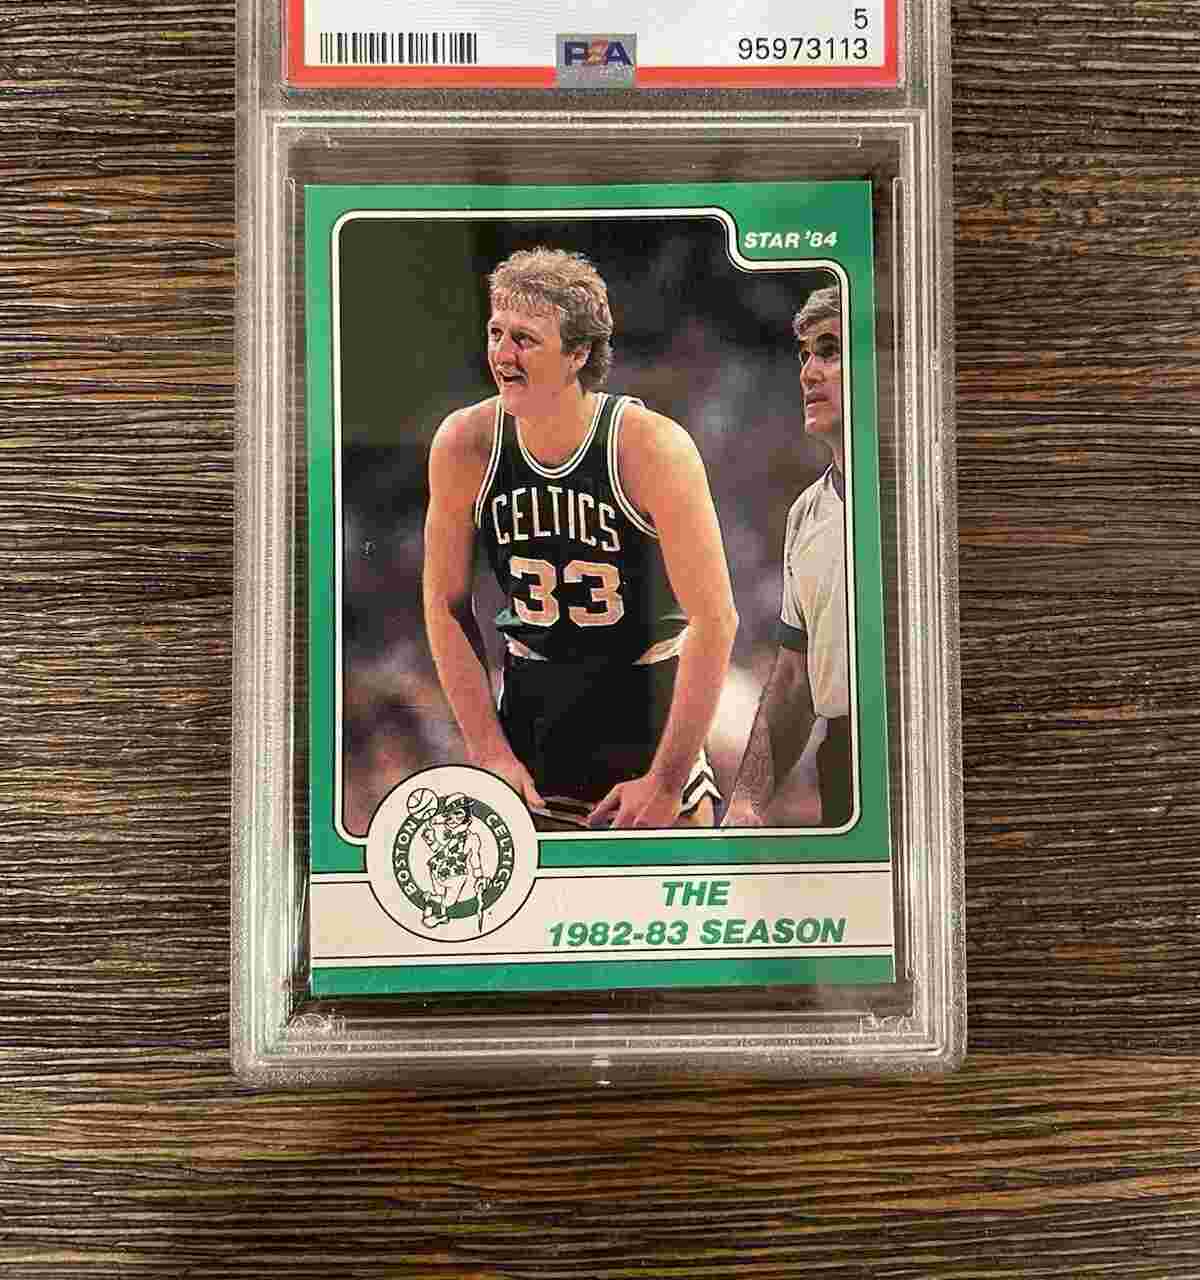 5
PSA
95973113
STAR '84
CELTICS
33
BOSTON CELTICS
THE
1982-83 SEASON